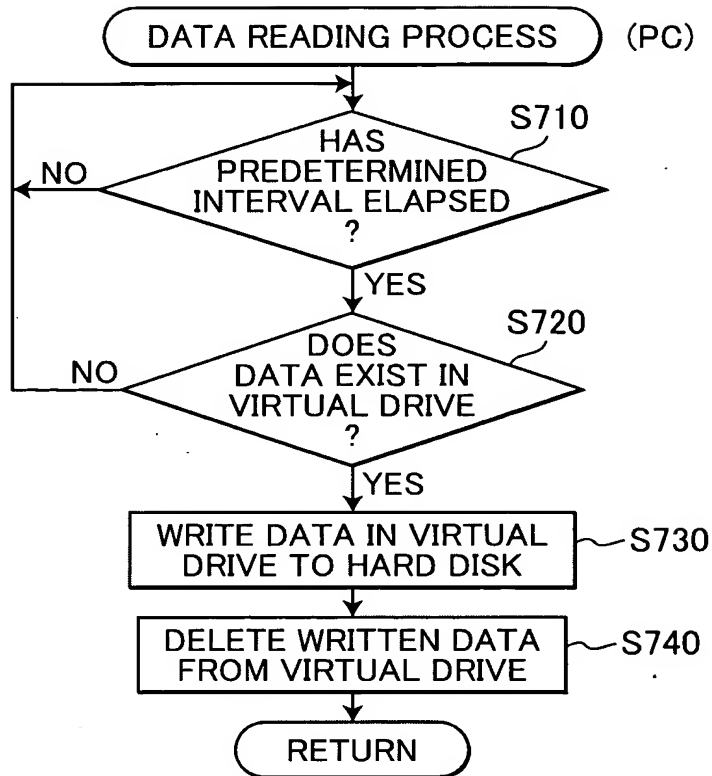 DATA READING PROCESS (PC)
S710
HAS
PREDETERMINED
INTERVAL ELAPSED
?
NO
YES
S720
DOES
DATA EXIST IN
VIRTUAL DRIVE
?
NO
YES
WRITE DATA IN VIRTUAL
DRIVE TO HARD DISK
S730
DELETE WRITTEN DATA
FROM VIRTUAL DRIVE
S740
RETURN